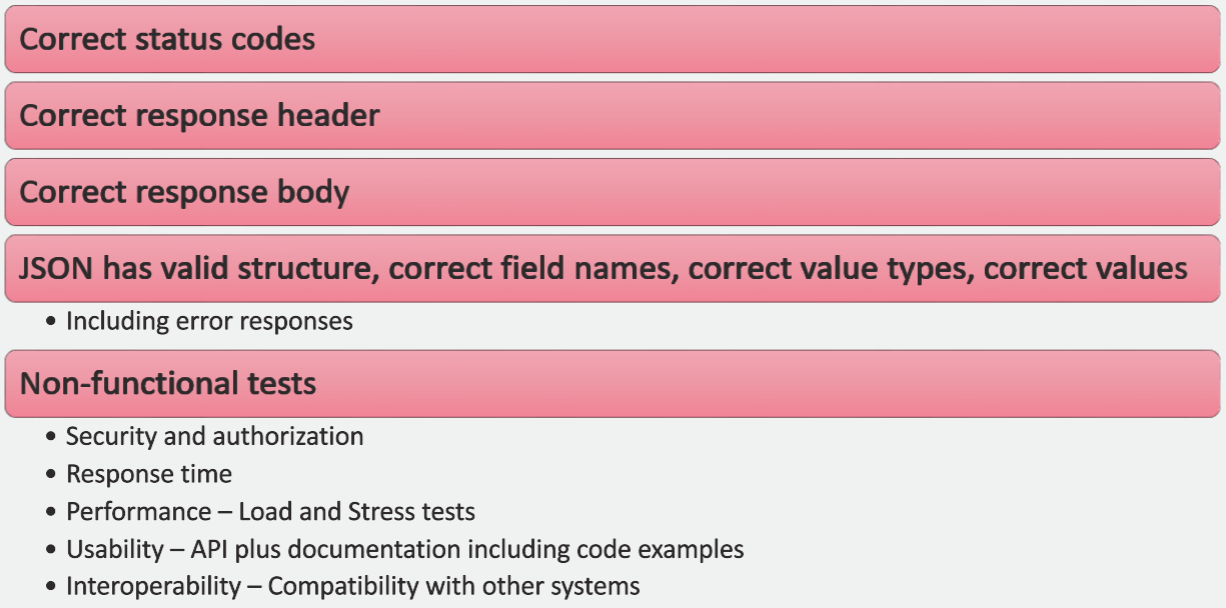 Correct status codes
Correct response header
Correct response body
JSON has valid structure, correct field names, correct value types, correct values
• Including error responses
Non-functional tests
• Security and authorization
• Response time
• Performance – Load and Stress tests
• Usability – API plus documentation including code examples
• Interoperability – Compatibility with other systems